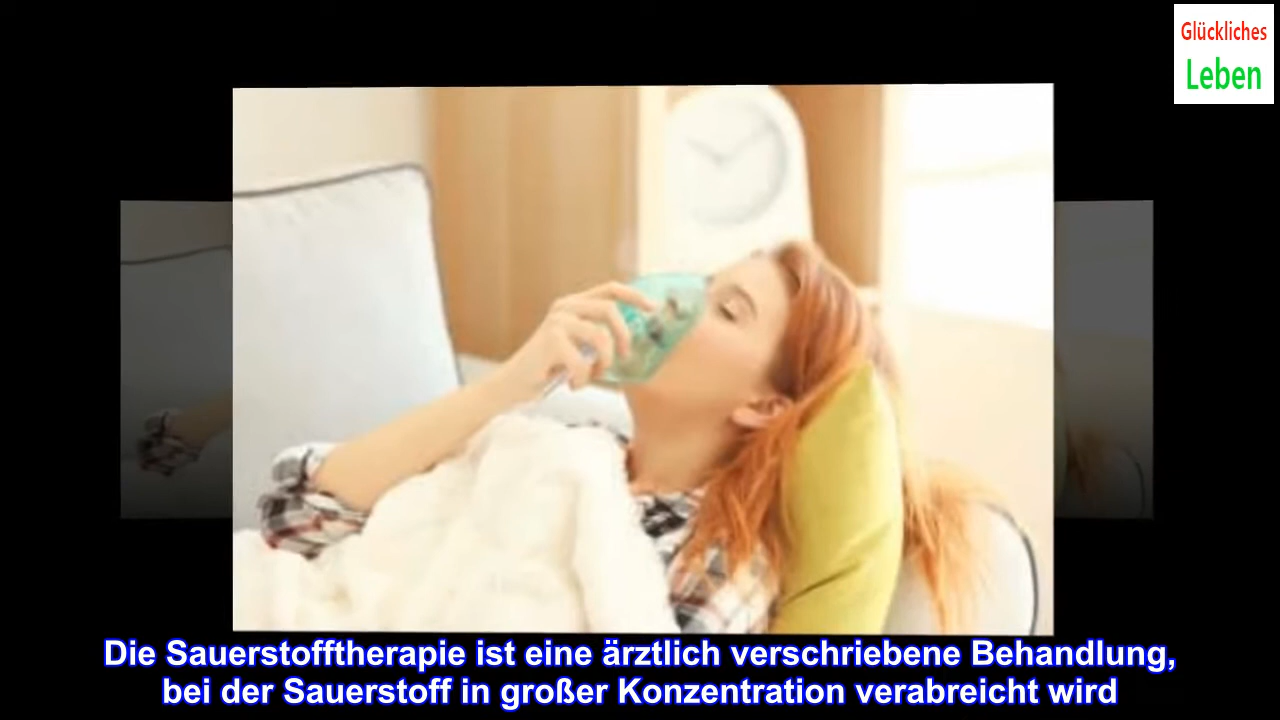 Glückliches
Leben
Die Sauerstofftherapie ist eine ärztlich verschriebene Behandlung,
bei der Sauerstoff in großer Konzentration verabreicht wird